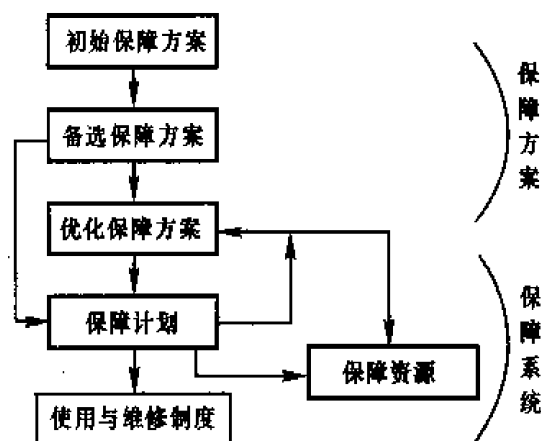 初始保障方案
备选保障方案
优化保障方案
保障计划
保障资源
使用与维修制度
保障方案
保障系统